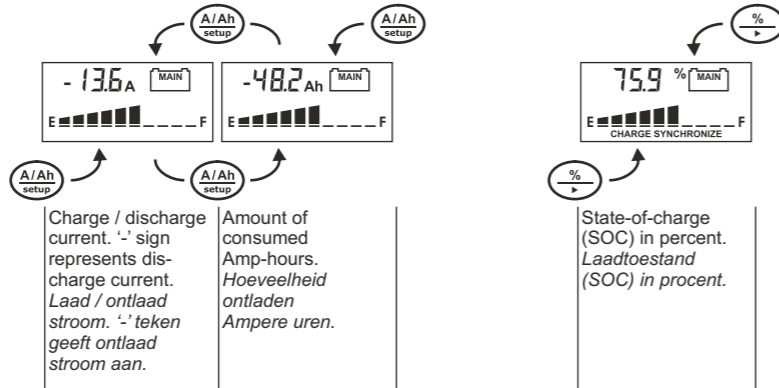 A/Ah
setup
A/Ah
setup
%
►
- 13.6 A MAIN
E F
-48.2 Ah MAIN
E F
75.9 % MAIN
E F
CHARGE SYNCHRONIZE
A/Ah
setup
A/Ah
setup
%
►
Charge / discharge
current. ‘-’ sign
represents dis-
charge current.
Laad / ontlaad
stroom. ‘-’ teken
geeft ontlaad
stroom aan.
Amount of
consumed
Amp-hours.
Hoeveelheid
ontladen
Ampere uren.
State-of-charge
(SOC) in percent.
Laadtoestand
(SOC) in procent.